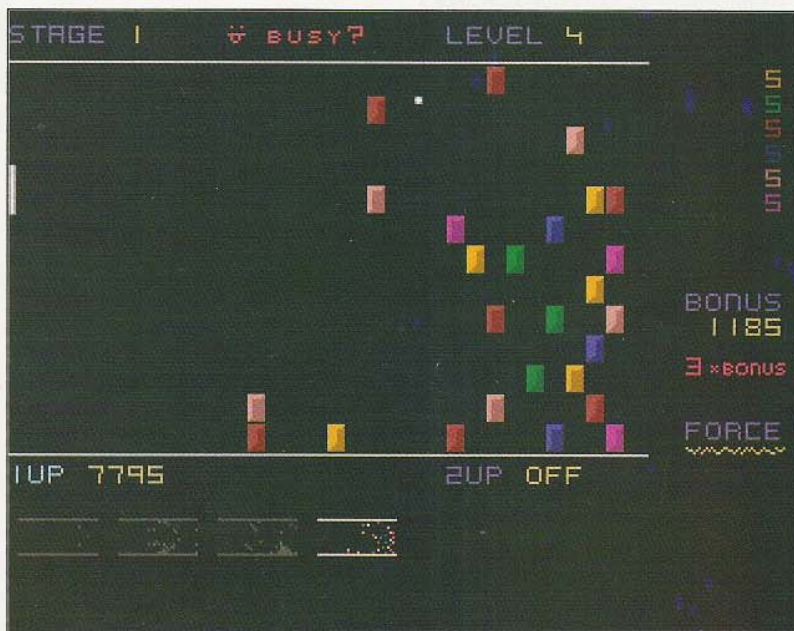 STAGE 1 BUSY? LEVEL 4
5
5
5
5
5
5
BONUS
1185
3 × BONUS
FORCE
1UP 7795 2UP OFF